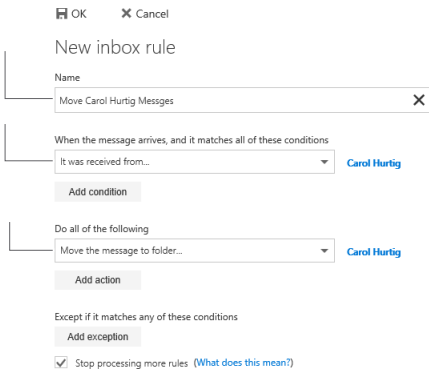 OK Cancel
New inbox rule
Name
Move Carol Hurtig Messges
When the message arrives, and it matches all of these conditions
It was received from... Carol Hurtig
Add condition
Do all of the following
Move the message to folder... Carol Hurtig
Add action
Except if it matches any of these conditions
Add exception
Stop processing more rules (What does this mean?)